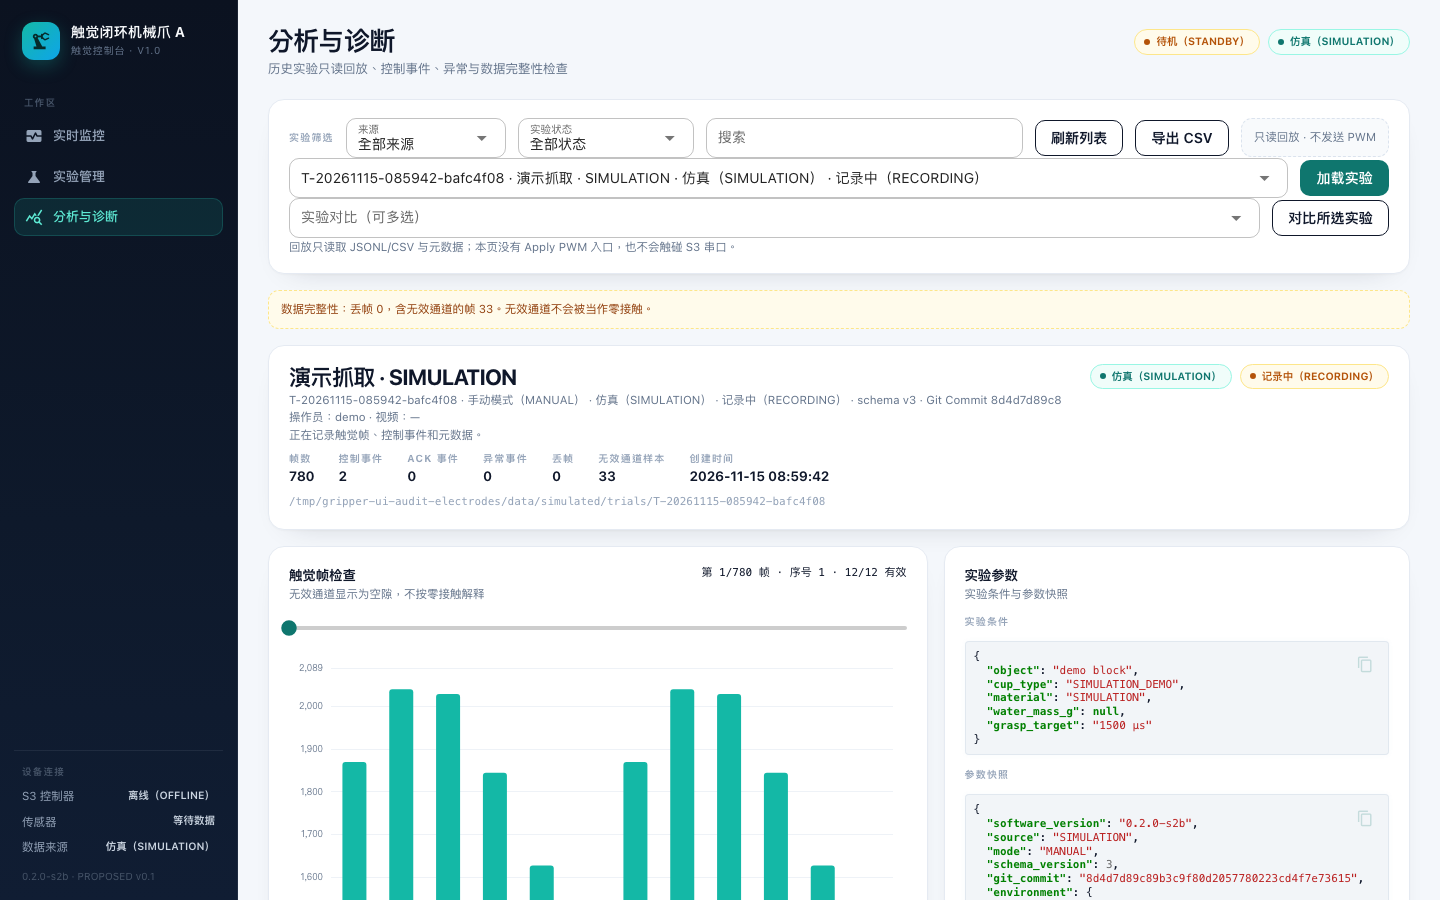 触觉闭环机械爪 A
触觉控制台 · V1.0
工作区
实时监控
实验管理
分析与诊断
设备连接
S3 控制器 离线（OFFLINE）
传感器 等待数据
数据来源 仿真（SIMULATION）
0.2.0-s2b · PROPOSED v0.1
分析与诊断
历史实验只读回放、控制事件、异常与数据完整性检查
待机（STANDBY）
仿真（SIMULATION）
实验筛选
来源
全部来源
实验状态
全部状态
搜索
刷新列表
导出 CSV
只读回放 · 不发送 PWM
T-20261115-085942-bafc4f08 · 演示抓取 · SIMULATION · 仿真（SIMULATION） · 记录中（RECORDING）
加载实验
实验对比（可多选）
对比所选实验
回放只读取 JSONL/CSV 与元数据；本页没有 Apply PWM 入口，也不会触碰 S3 串口。
数据完整性：丢帧 0，含无效通道的帧 33。无效通道不会被当作零接触。
演示抓取 · SIMULATION
仿真（SIMULATION）
记录中（RECORDING）
T-20261115-085942-bafc4f08 · 手动模式（MANUAL） · 仿真（SIMULATION） · 记录中（RECORDING） · schema v3 · Git Commit 8d4d7d89c8
操作员：demo · 视频：—
正在记录触觉帧、控制事件和元数据。
帧数 控制事件 ACK 事件 异常事件 丢帧 无效通道样本 创建时间
780 2 0 0 0 33 2026-11-15 08:59:42
/tmp/gripper-ui-audit-electrodes/data/simulated/trials/T-20261115-085942-bafc4f08
触觉帧检查
第 1/780 帧 · 序号 1 · 12/12 有效
无效通道显示为空隙，不按零接触解释
2,089
2,000
1,900
1,800
1,700
1,600
实验参数
实验条件与参数快照
实验条件
{
"object": "demo block",
"cup_type": "SIMULATION_DEMO",
"material": "SIMULATION",
"water_mass_g": null,
"grasp_target": "1500 µs"
}
参数快照
{
"software_version": "0.2.0-s2b",
"source": "SIMULATION",
"mode": "MANUAL",
"schema_version": 3,
"git_commit": "8d4d7d89c89b3c9f80d2057780223cd4f7e73615",
"environment": {